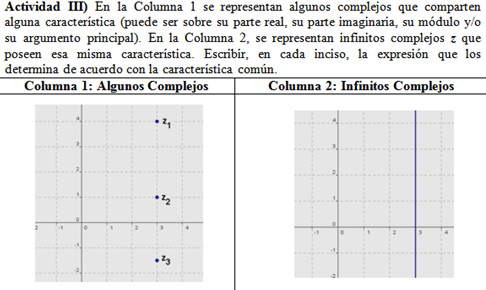 Actividad III) En la Columna 1 se representan algunos complejos que comparten
alguna característica (puede ser sobre su parte real, su parte imaginaria, su módulo y/o
su argumento principal). En la Columna 2, se representan infinitos complejos z que
poseen esa misma característica. Escribir, en cada inciso, la expresión que los
determina de acuerdo con la característica común.
Columna 1: Algunos Complejos
Columna 2: Infinitos Complejos
4
z1
3
2
1
z2
0
2 -1 0 1 2 3 4
-1
z3
-2
4
3
2
1
0
-1 0 1 2 3 4
-1
-2